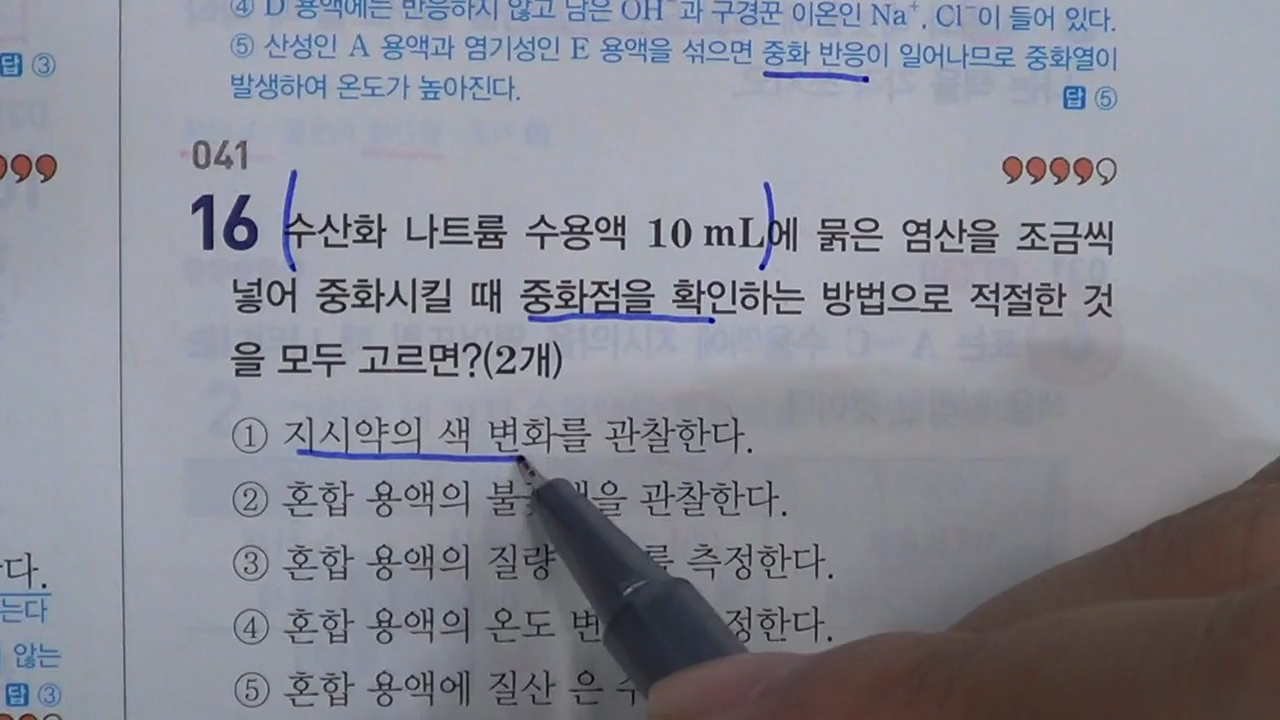 ④ D 용액에는 반응하지 않고 남은 OH⁻과 구경꾼 이온인 Na⁺, Cl⁻이 들어 있다.
⑤ 산성인 A 용액과 염기성인 E 용액을 섞으면 중화 반응이 일어나므로 중화열이
발생하여 온도가 높아진다.
답 ⑤
답 ③
041
16 수산화 나트륨 수용액 10 mL에 묽은 염산을 조금씩
넣어 중화시킬 때 중화점을 확인하는 방법으로 적절한 것
을 모두 고르면?(2개)
① 지시약의 색 변화를 관찰한다.
② 혼합 용액의 관찰한다.
③ 혼합 용액의 질량 를 측정한다.
④ 혼합 용액의 온도 변 정한다.
⑤ 혼합 용액에 질산 은 수
다.
는다
않는
답 ③